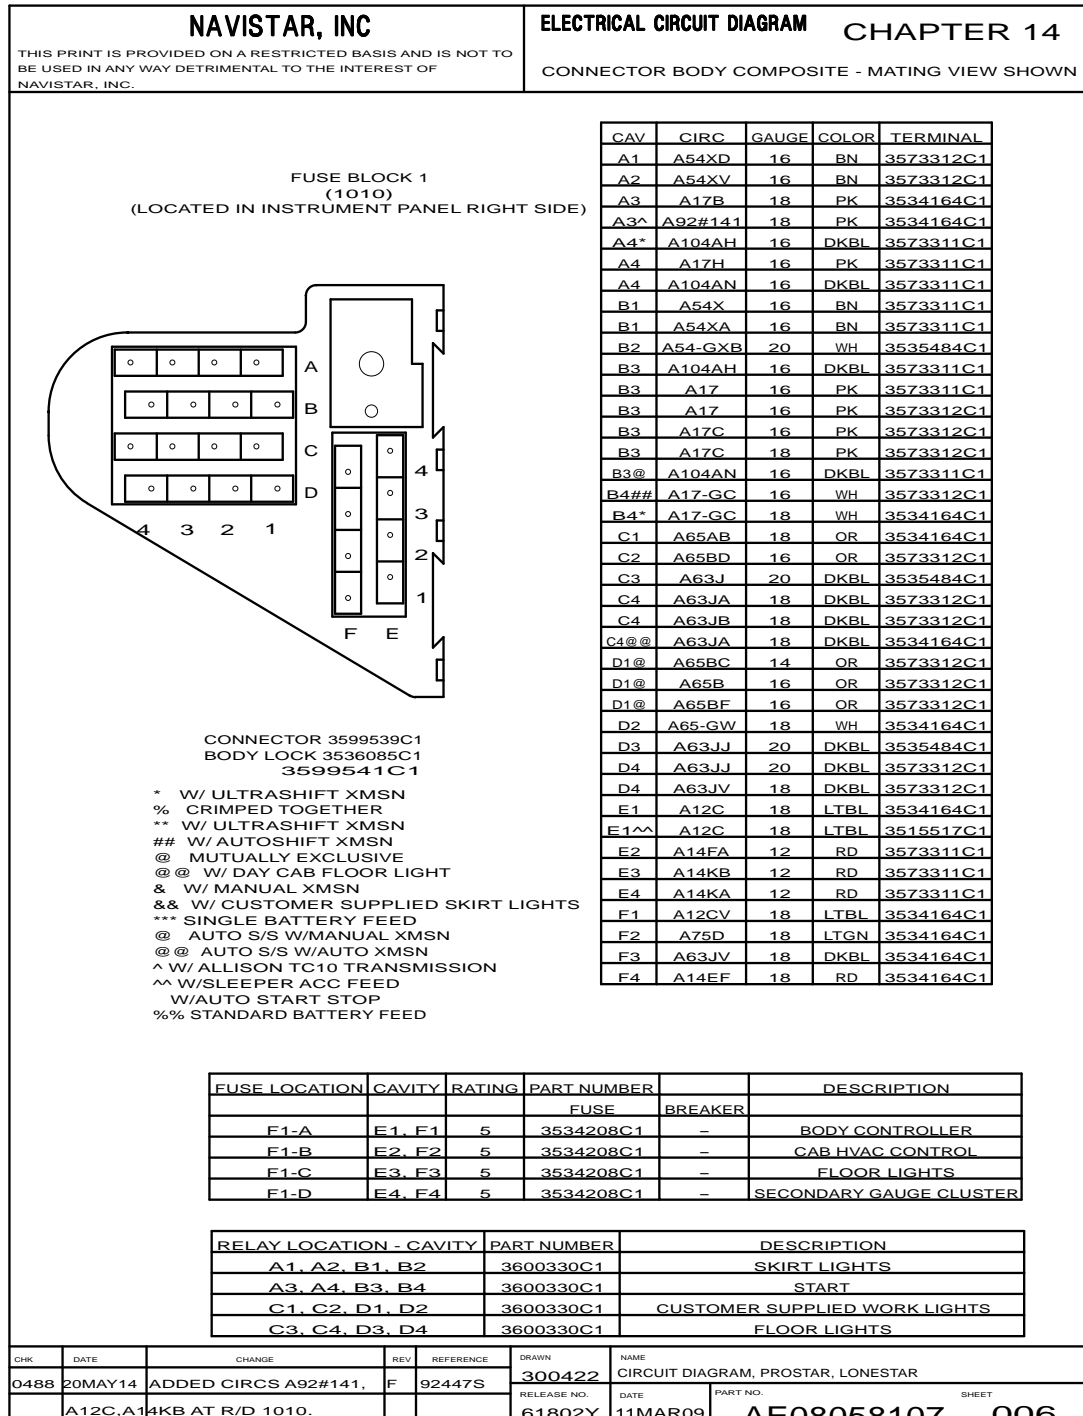 NAVISTAR, INC
THIS PRINT IS PROVIDED ON A RESTRICTED BASIS AND IS NOT TO
BE USED IN ANY WAY DETRIMENTAL TO THE INTEREST OF
NAVISTAR, INC.
ELECTRICAL CIRCUIT DIAGRAM CHAPTER 14
CONNECTOR BODY COMPOSITE - MATING VIEW SHOWN
FUSE BLOCK 1
(1010)
(LOCATED IN INSTRUMENT PANEL RIGHT SIDE)
A
B
C
D
4 3 2 1
4
3
2
1
F E
CONNECTOR 3599539C1
BODY LOCK 3536085C1
3599541C1
* W/ ULTRASHIFT XMSN
% CRIMPED TOGETHER
** W/ ULTRASHIFT XMSN
## W/ AUTOSHIFT XMSN
@ MUTUALLY EXCLUSIVE
@@ W/ DAY CAB FLOOR LIGHT
& W/ MANUAL XMSN
&& W/ CUSTOMER SUPPLIED SKIRT LIGHTS
*** SINGLE BATTERY FEED
@ AUTO S/S W/MANUAL XMSN
@@ AUTO S/S W/AUTO XMSN
^ W/ ALLISON TC10 TRANSMISSION
^^ W/SLEEPER ACC FEED
W/AUTO START STOP
%% STANDARD BATTERY FEED
CAV CIRC GAUGE COLOR TERMINAL
A1 A54XD 16 BN 3573312C1
A2 A54XV 16 BN 3573312C1
A3 A17B 18 PK 3534164C1
A3^ A92#141 18 PK 3534164C1
A4* A104AH 16 DKBL 3573311C1
A4 A17H 16 PK 3573311C1
A4 A104AN 16 DKBL 3573311C1
B1 A54X 16 BN 3573311C1
B1 A54XA 16 BN 3573311C1
B2 A54-GXB 20 WH 3535484C1
B3 A104AH 16 DKBL 3573311C1
B3 A17 16 PK 3573311C1
B3 A17 16 PK 3573312C1
B3 A17C 16 PK 3573312C1
B3 A17C 18 PK 3573312C1
B3@ A104AN 16 DKBL 3573311C1
B4## A17-GC 16 WH 3573312C1
B4* A17-GC 18 WH 3534164C1
C1 A65AB 18 OR 3534164C1
C2 A65BD 16 OR 3573312C1
C3 A63J 20 DKBL 3535484C1
C4 A63JA 18 DKBL 3573312C1
C4 A63JB 18 DKBL 3573312C1
C4@@ A63JA 18 DKBL 3534164C1
D1@ A65BC 14 OR 3573312C1
D1@ A65B 16 OR 3573312C1
D1@ A65BF 16 OR 3573312C1
D2 A65-GW 18 WH 3534164C1
D3 A63JJ 20 DKBL 3535484C1
D4 A63JJ 20 DKBL 3573312C1
D4 A63JV 18 DKBL 3573312C1
E1 A12C 18 LTBL 3534164C1
E1^^ A12C 18 LTBL 3515517C1
E2 A14FA 12 RD 3573311C1
E3 A14KB 12 RD 3573311C1
E4 A14KA 12 RD 3573311C1
F1 A12CV 18 LTBL 3534164C1
F2 A75D 18 LTGN 3534164C1
F3 A63JV 18 DKBL 3534164C1
F4 A14EF 18 RD 3534164C1
FUSE LOCATION CAVITY RATING PART NUMBER DESCRIPTION
FUSE BREAKER
F1-A E1, F1 5 3534208C1 – BODY CONTROLLER
F1-B E2, F2 5 3534208C1 – CAB HVAC CONTROL
F1-C E3, F3 5 3534208C1 – FLOOR LIGHTS
F1-D E4, F4 5 3534208C1 – SECONDARY GAUGE CLUSTER
RELAY LOCATION - CAVITY PART NUMBER DESCRIPTION
A1, A2, B1, B2 3600330C1 SKIRT LIGHTS
A3, A4, B3, B4 3600330C1 START
C1, C2, D1, D2 3600330C1 CUSTOMER SUPPLIED WORK LIGHTS
C3, C4, D3, D4 3600330C1 FLOOR LIGHTS
CHK DATE CHANGE REV REFERENCE DRAWN NAME
0488 20MAY14 ADDED CIRCS A92#141, F 92447S 300422 CIRCUIT DIAGRAM, PROSTAR, LONESTAR
A12C,A14KB AT R/D 1010.
RELEASE NO. DATE PART NO. SHEET
61802Y 11MAR09 AE08058107 006